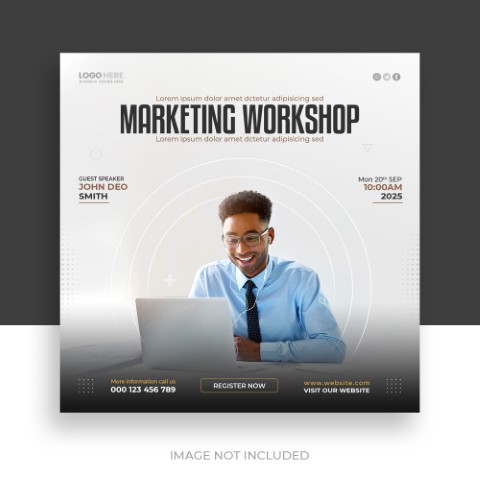 LOGO HERE
Lorem ipsum dolor amet dctetur adipisicing sed
MARKETING WORKSHOP
Lorem ipsum dolor amet dctetur adipisicing sed
GUEST SPEAKER
JOHN DEO
SMITH
Mon 20th SEP
10:00AM
2025
More information call us
000 123 456 789
REGISTER NOW
www.website.com
VISIT OUR WEBSITE
IMAGE NOT INCLUDED